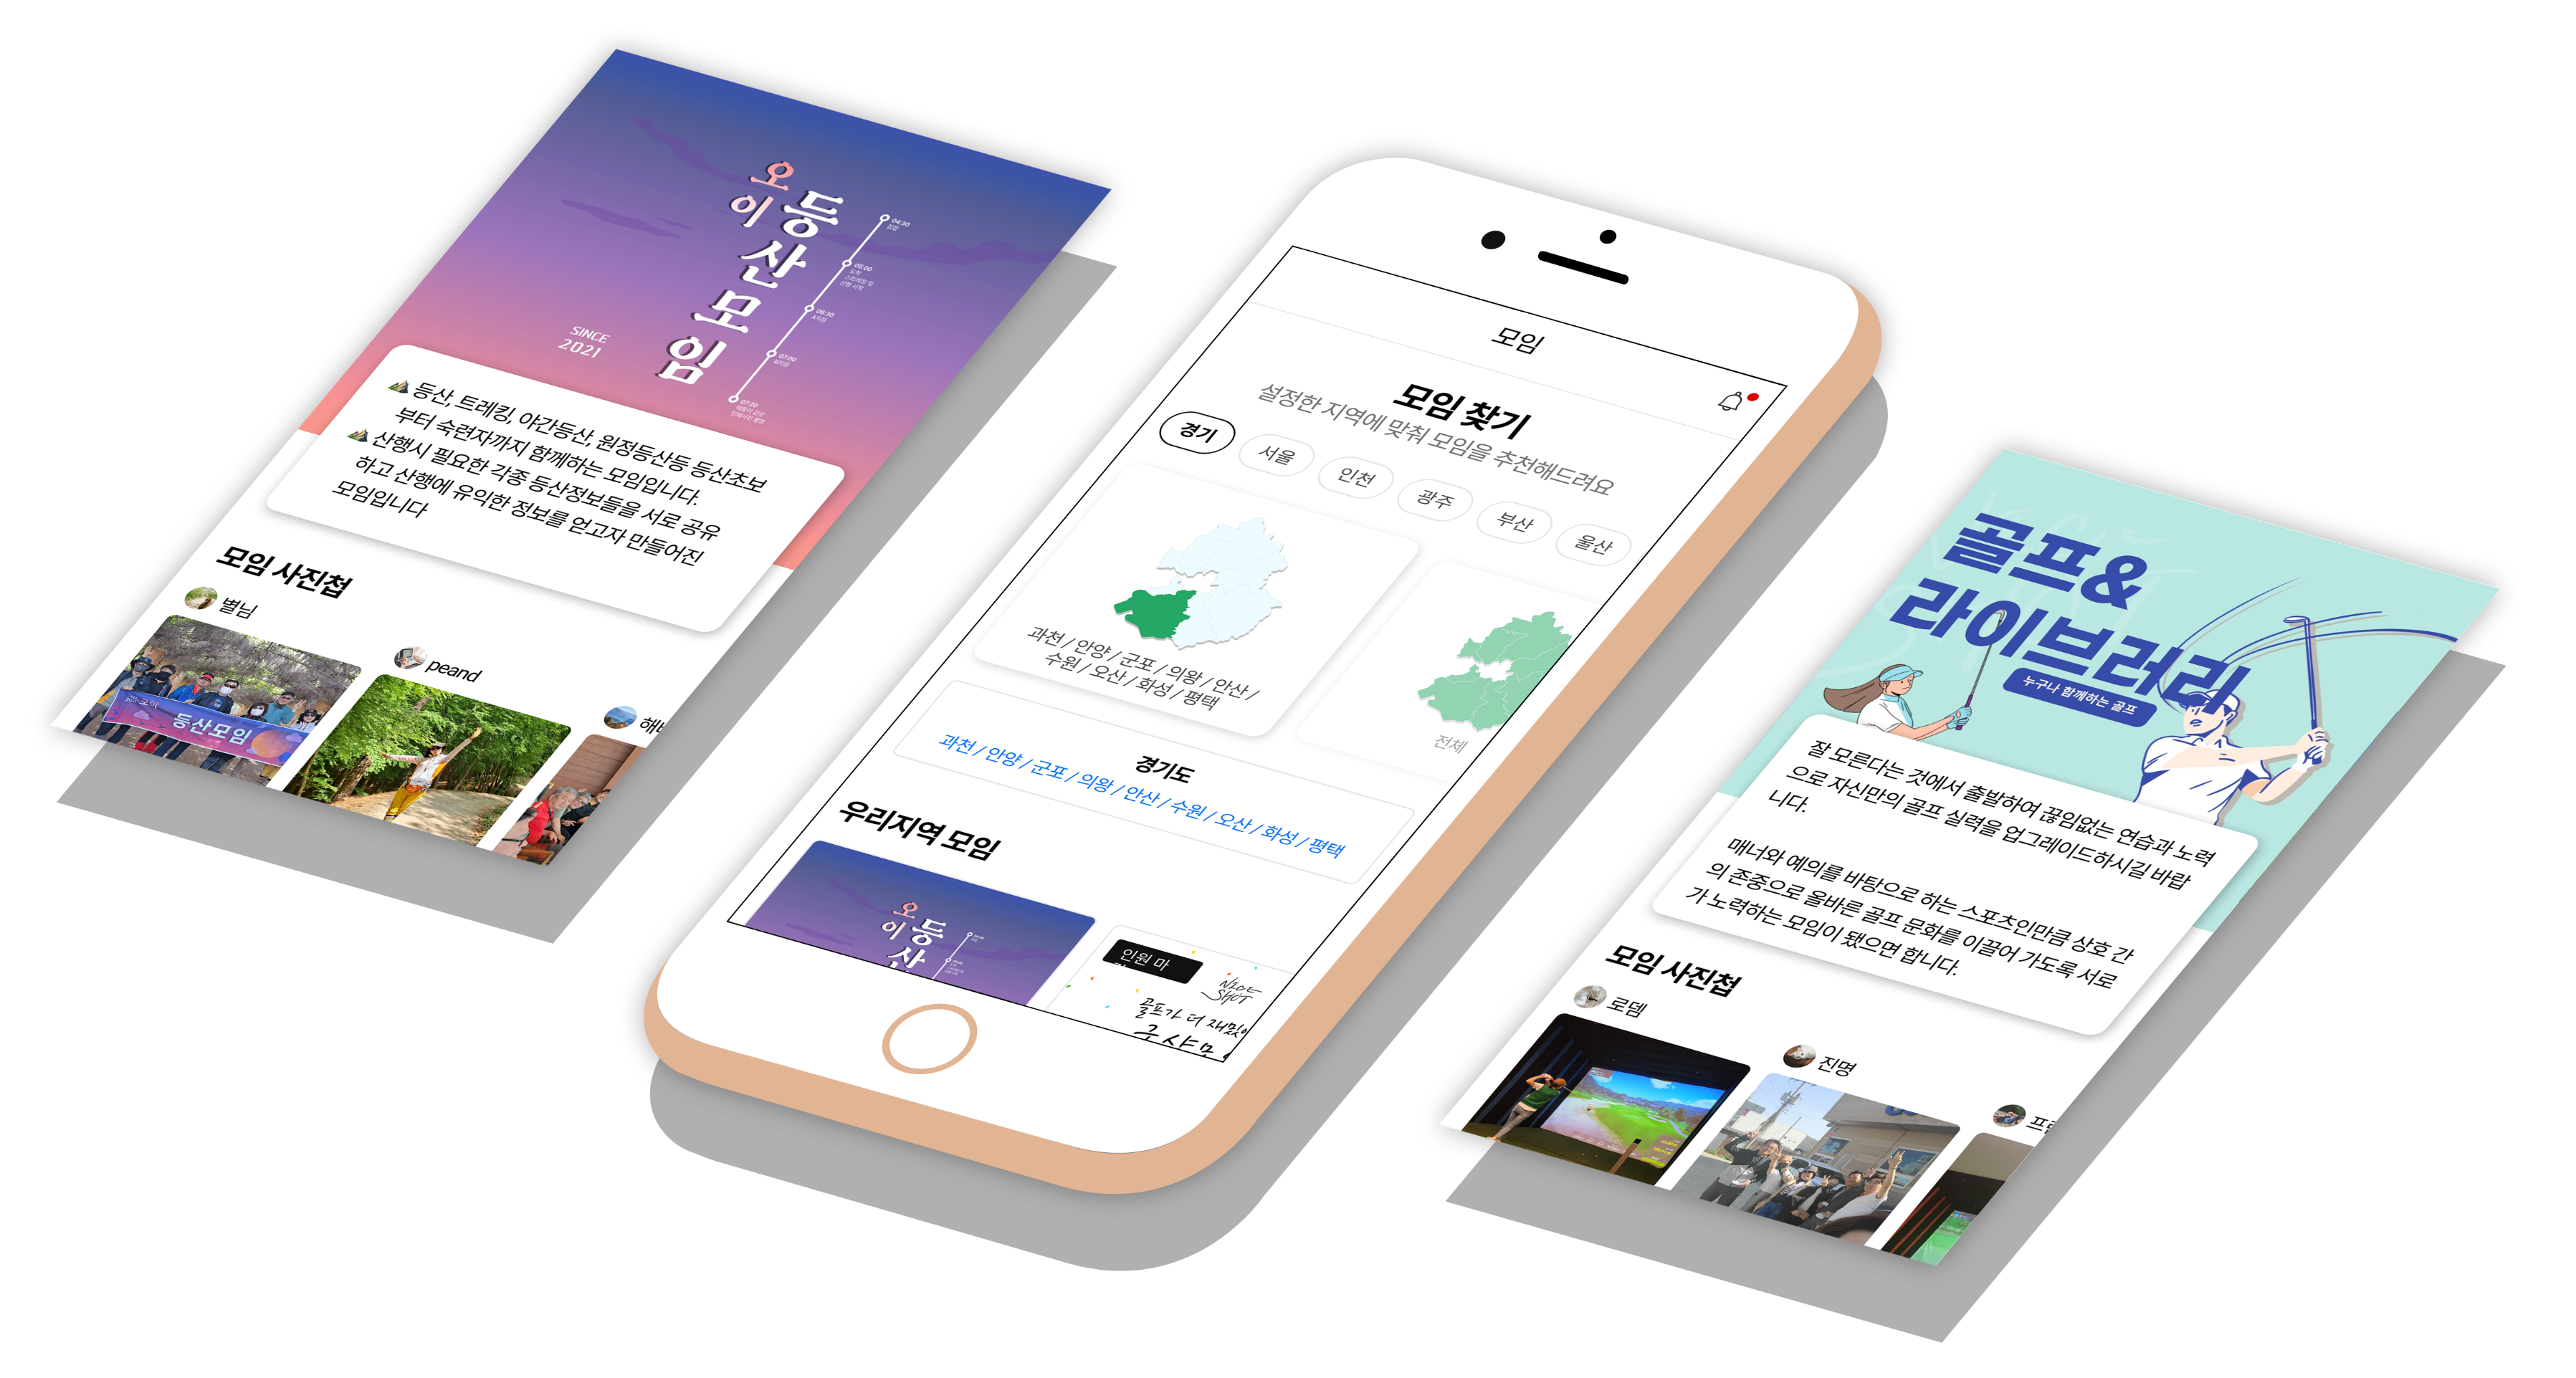 오이
등산모임
SINCE
2021
04:30
집합
05:00
도착
스트레칭 및
산행 시작
06:30
07:00
07:20
등산, 트레킹, 야간등산, 원정등산등 등산초보
부터 숙련자까지 함께하는 모임입니다.
산행시 필요한 각종 등산정보들을 서로 공유
하고 산행에 유익한 정보를 얻고자 만들어진
모임입니다
모임 사진첩
별님
peand
등산모임
모임
모임 찾기
설정한 지역에 맞춰 모임을 추천해드려요
경기
서울
인천
광주
부산
울산
과천 / 안양 / 군포 / 의왕 / 안산 /
수원 / 오산 / 화성 / 평택
전체
경기도
과천 / 안양 / 군포 / 의왕 / 안산 / 수원 / 오산 / 화성 / 평택
우리지역 모임
오이
등산
인원 마
NICE
SHOT
골프가 더
골프&
라이브러리
누구나 함께하는 골프
잘 모른다는 것에서 출발하여 끊임없는 연습과 노력
으로 자신만의 골프 실력을 업그레이드하시길 바랍
니다.
매너와 예의를 바탕으로 하는 스포츠인만큼 상호 간
의 존중으로 올바른 골프 문화를 이끌어 가도록 서로
가 노력하는 모임이 됐으면 합니다.
모임 사진첩
로뎀
진명